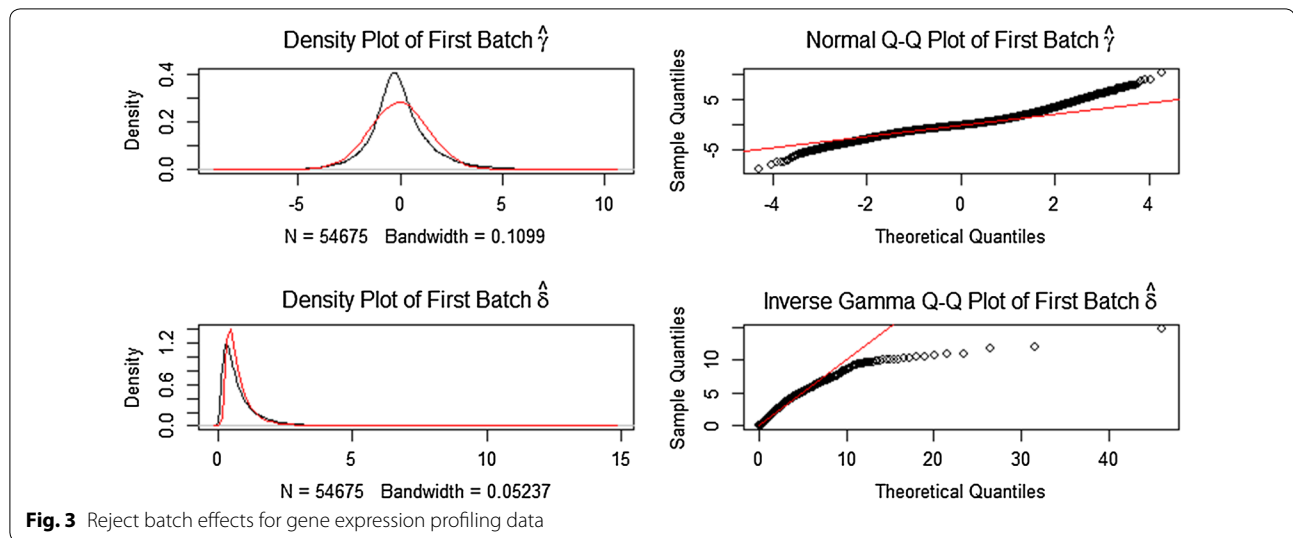 Density Plot of First Batch γ̂
Density
0.4
0.2
0.0
-5 0 5 10
N = 54675 Bandwidth = 0.1099
Normal Q-Q Plot of First Batch γ̂
Sample Quantiles
5
-5
-4 -2 0 2 4
Theoretical Quantiles
Density Plot of First Batch δ̂
Density
1.2
0.6
0.0
0 5 10 15
N = 54675 Bandwidth = 0.05237
Inverse Gamma Q-Q Plot of First Batch δ̂
Sample Quantiles
10
5
0
0 10 20 30 40
Theoretical Quantiles
Fig. 3 Reject batch effects for gene expression profiling data